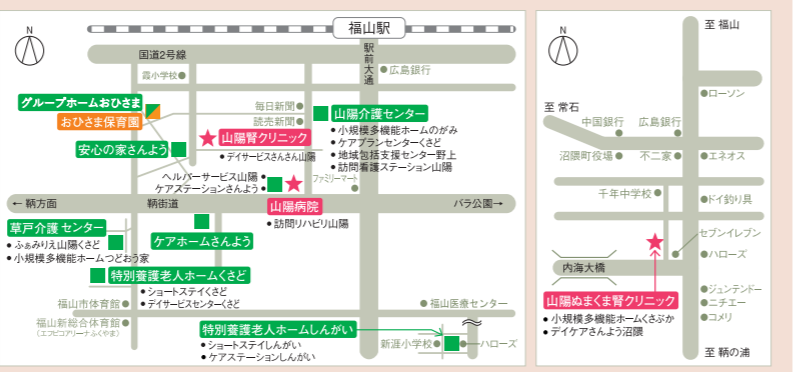 N
福山駅
国道2号線
駅前大通
霞小学校
広島銀行
グループホームおひさま
おひさま保育園
毎日新聞
読売新聞
山陽介護センター
● 小規模多機能ホームのがみ
● ケアプランセンターくさど
● 地域包括支援センター野上
● 訪問看護ステーション山陽
安心の家さんよう
山陽腎クリニック
● デイサービスさんさん山陽
ヘルパーサービス山陽 ●
ケアステーションさんよう ●
ファミリーマート
← 鞆方面
鞆街道
山陽病院
● 訪問リハビリ山陽
バラ公園→
草戸介護センター
● ふぁみりえ山陽くさど
● 小規模多機能ホームつどおう家
ケアホームさんよう
特別養護老人ホームくさど
● ショートステイくさど
● デイサービスセンターくさど
福山市体育館
福山新総合体育館
(エフピコアリーナふくやま)
福山医療センター
特別養護老人ホームしんがい
● ショートステイしんがい
● ケアステーションしんがい
新涯小学校
ハローズ
N
至 福山
ローソン
至 常石
中国銀行
広島銀行
沼隈町役場
不二家
エネオス
千年中学校
ドイ釣り具
セブンイレブン
ハローズ
内海大橋
山陽ぬまくま腎クリニック
● 小規模多機能ホームくさぶか
● デイケアさんよう沼隈
ジュンテンドー
ニチエー
コメリ
至 鞆の浦